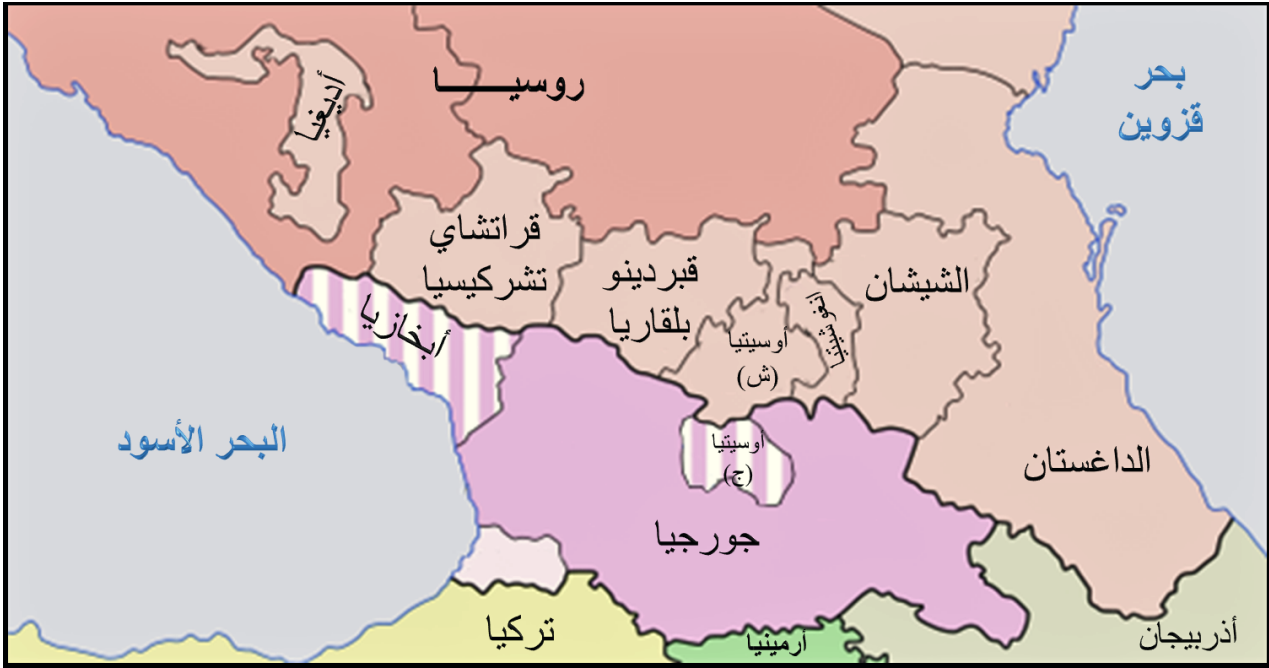 بحر
قزوين
روسيـــــا
أديغيا
قراتشاي
تشركيسيا
قبردينو
بلقاريا
الشيشان
انغوشيتيا
أوسيتيا
(ش)
أبخازيا
البحر الأسود
أوسيتيا
(ج)
الداغستان
جورجيا
تركيا
أرمينيا
أذربيجان